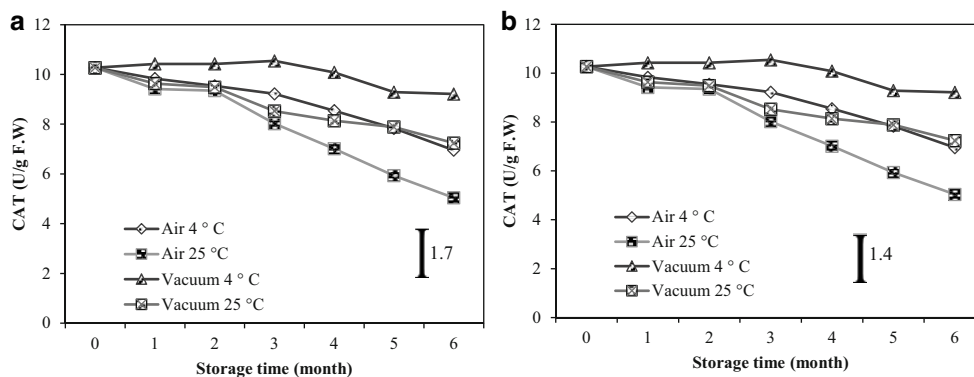 a
12
10
8
6
4
2
0
CAT (U/g F.W)
Air 4 ° C
Air 25 °C
Vacuum 4 ° C
Vacuum 25 °C
1.7
0 1 2 3 4 5 6
Storage time (month)
b
12
10
8
6
4
2
0
CAT (U/g F.W)
Air 4 ° C
Air 25 °C
Vacuum 4 ° C
Vacuum 25 °C
1.4
0 1 2 3 4 5 6
Storage time (month)